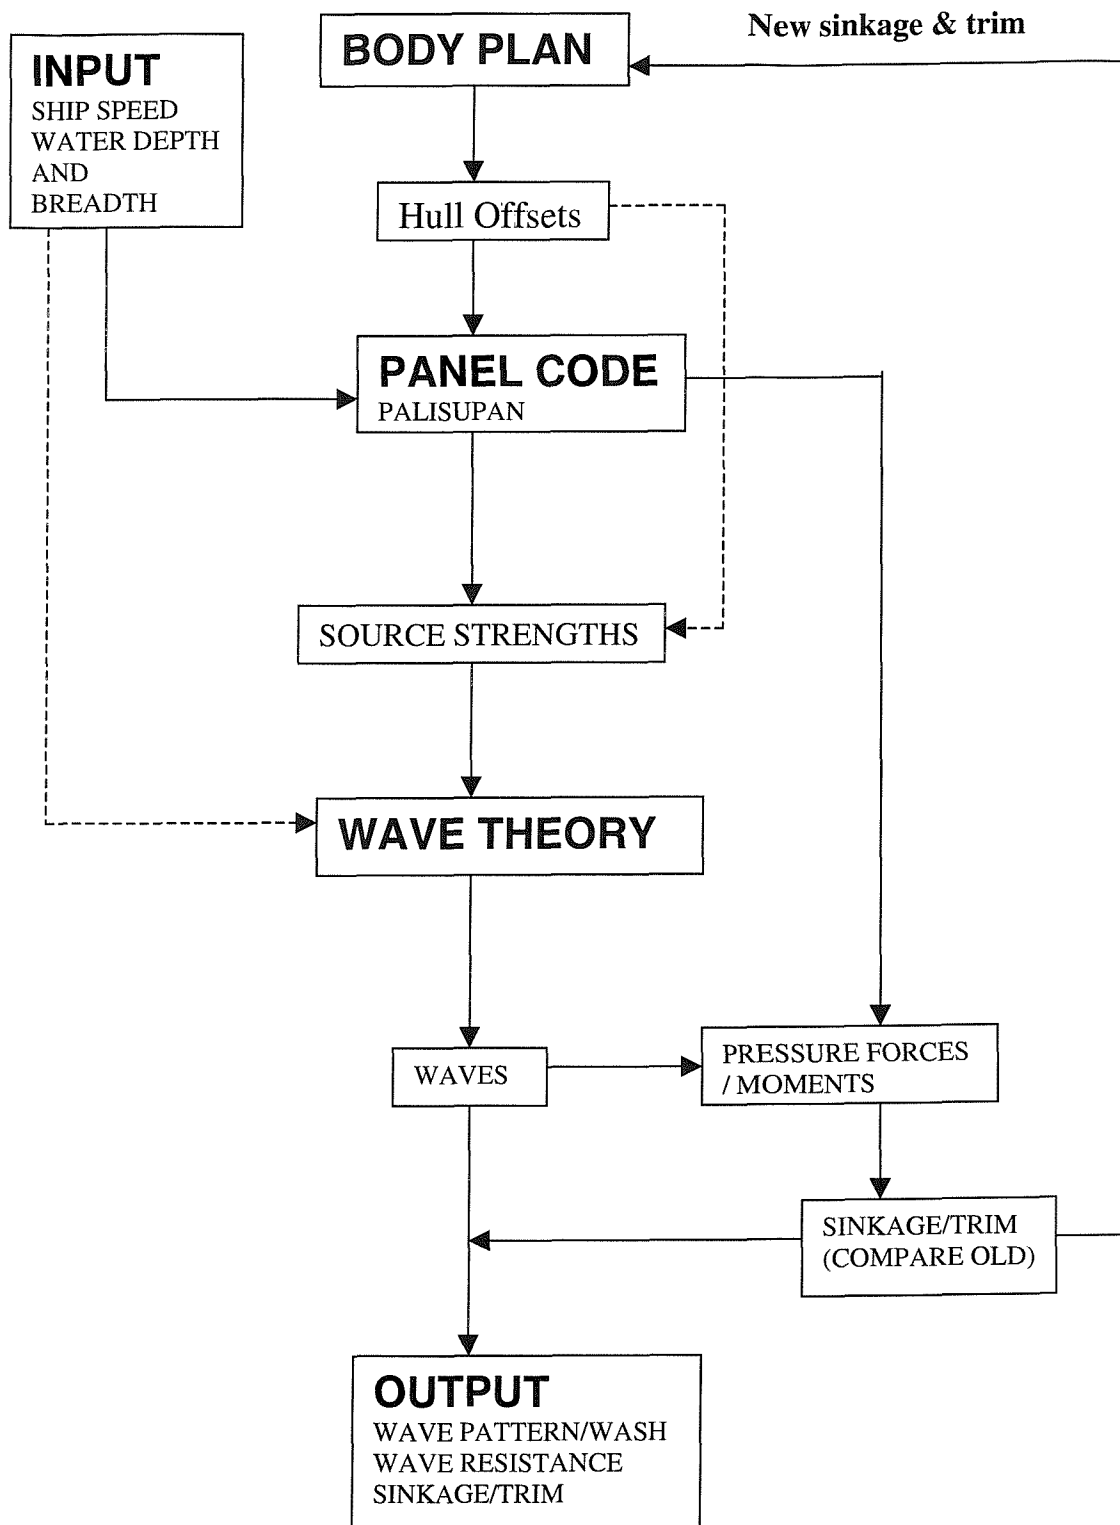 New sinkage & trim
BODY PLAN
INPUT
SHIP SPEED
WATER DEPTH
AND
BREADTH
Hull Offsets
PANEL CODE
PALISUPAN
SOURCE STRENGTHS
WAVE THEORY
WAVES
PRESSURE FORCES
/ MOMENTS
SINKAGE/TRIM
(COMPARE OLD)
OUTPUT
WAVE PATTERN/WASH
WAVE RESISTANCE
SINKAGE/TRIM